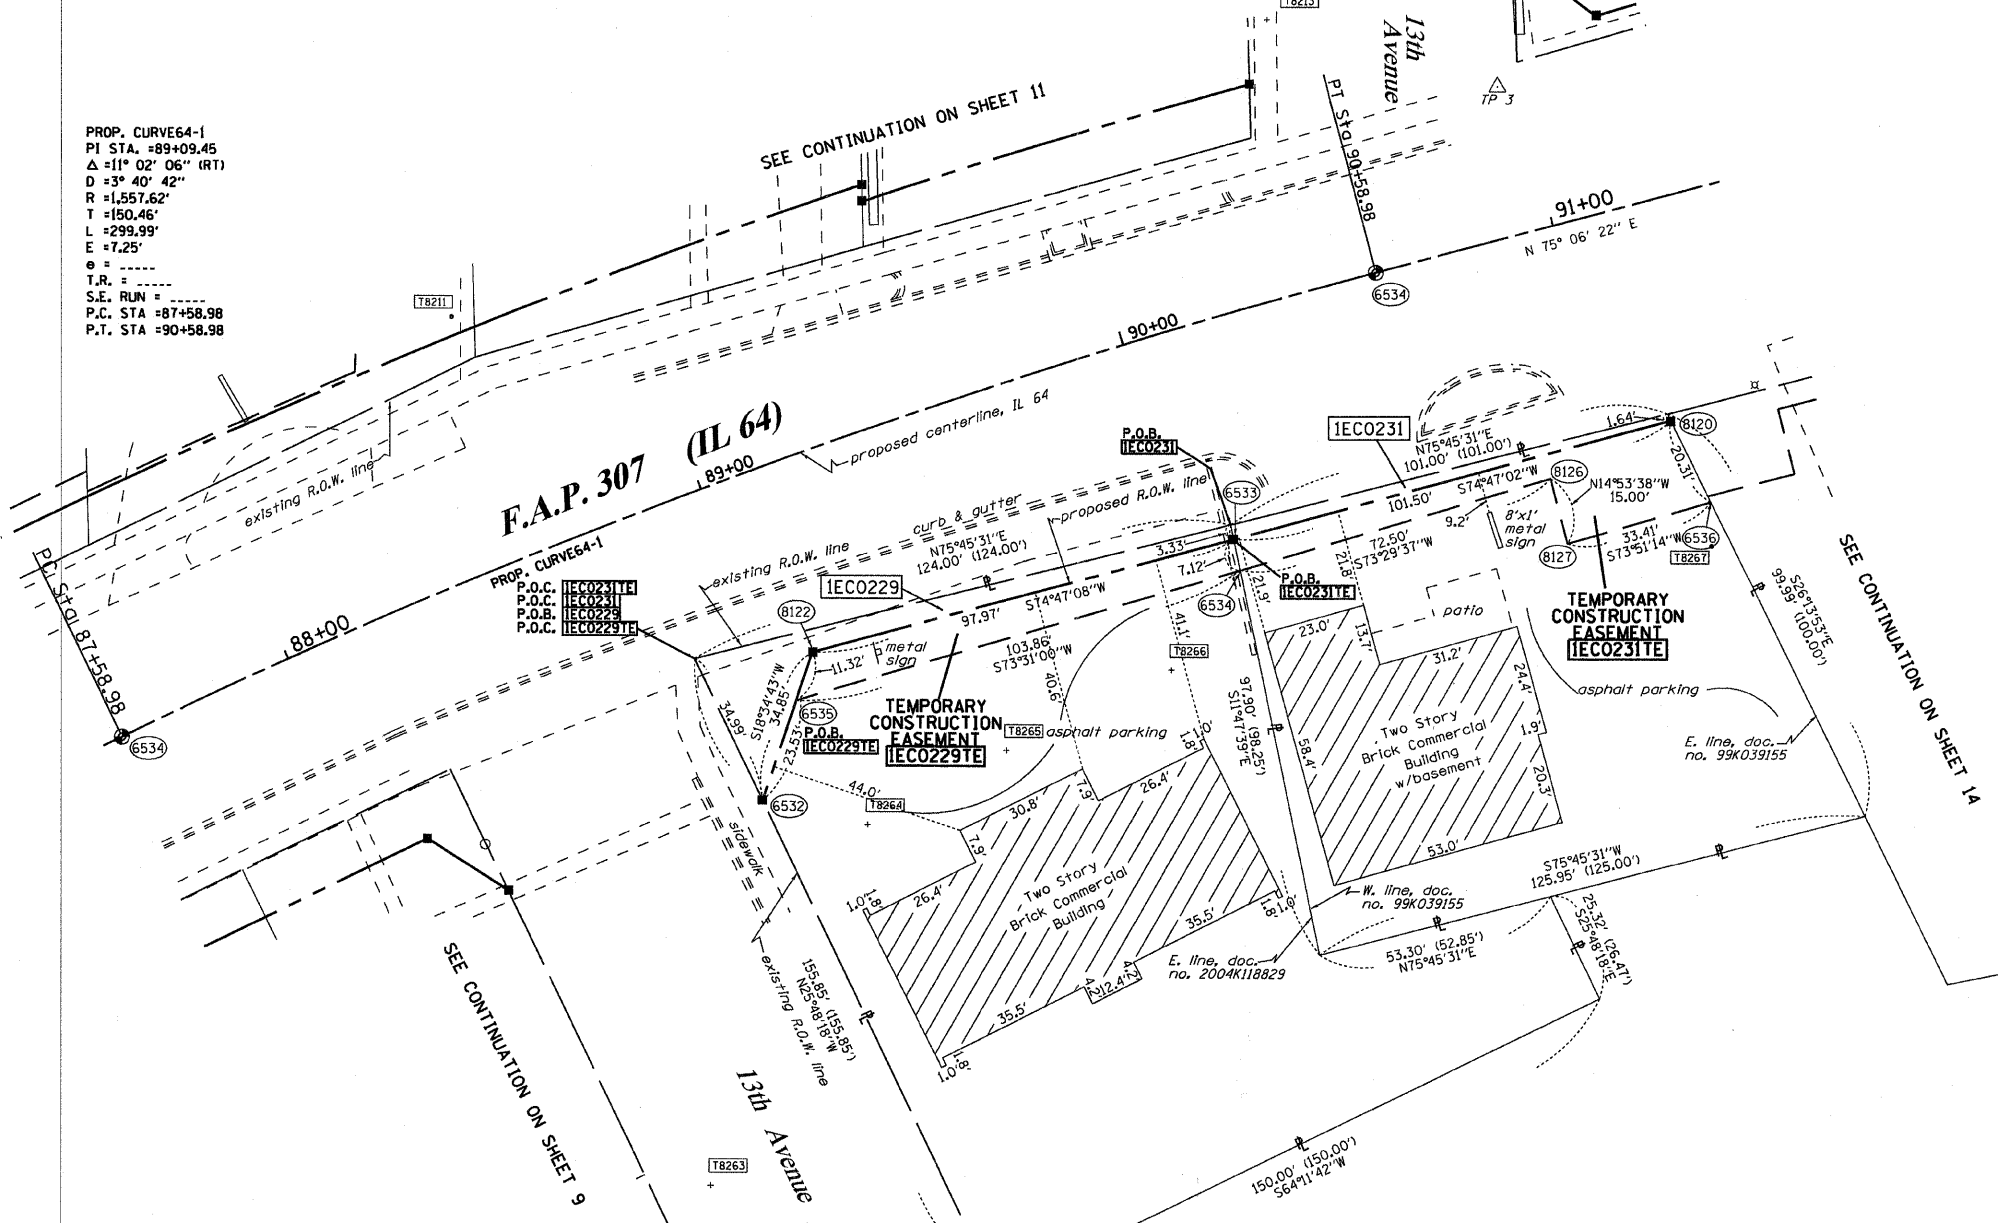 PROP. CURVE64-1
PI STA. =89+09.45
Δ =11° 02' 06" (RT)
D =3° 40' 42"
R =1,557.62'
T =150.46'
L =299.99'
E =7.25'
e = -----
T.R. = -----
S.E. RUN = -----
P.C. STA =87+58.98
P.T. STA =90+58.98
T8213
13th
Avenue
TP 3
SEE CONTINUATION ON SHEET 11
PT Sta 90+58.98
91+00
N 75° 06' 22" E
6534
T8211
90+00
existing R.O.W. line
F.A.P. 307 (IL 64)
89+00
proposed centerline, IL 64
P.O.B.
1EC0231
1EC0231
N75°45'31"E
101.00' (101.00')
1.64'
8120
20.31'
S74°47'02"W
101.50'
8126
N14°53'38"W
15.00'
9.2'
8'x1'
metal
sign
72.50'
S73°29'37"W
8127
33.41'
S73°51'14"W
6536
T8267
6533
proposed R.O.W. line
curb & gutter
N75°45'31"E
124.00' (124.00')
existing R.O.W. line
3.33'
7.12'
PROP. CURVE64-1
P.O.C. 1EC0231TE
P.O.C. 1EC0231
P.O.B. 1EC0229
P.O.C. 1EC0229TE
1EC0229
8122
S74°47'08"W
97.97'
P.O.B.
1EC0231TE
6534
21.9'
21.8'
P.C. Sta 87+58.98
88+00
6534
11.32'
metal
sign
103.86'
S73°31'00"W
40.6'
41.1'
T8266
23.0'
13.7'
patio
31.2'
24.4'
TEMPORARY
CONSTRUCTION
EASEMENT
1EC0231TE
S26°13'53"E
99.99' (100.00')
SEE CONTINUATION ON SHEET 14
asphalt parking
E. line, doc.
no. 99K039155
34.99'
S18°34'43"W
34.85'
23.53'
6535
P.O.B.
1EC0229TE
TEMPORARY
CONSTRUCTION
EASEMENT
1EC0229TE
T8265
asphalt parking
6532
44.0'
T8264
1.0'
1.8'
97.90' (98.25')
S11°47'39"E
58.4'
Two Story
Brick Commercial
Building
w/basement
1.9'
20.3'
53.0'
30.8'
7.9'
26.4'
7.9'
26.4'
1.0'
1.8'
Two Story
Brick Commercial
Building
35.5'
1.8'
1.0'
4.2'
12.4'
4.2'
35.5'
1.8'
1.0'
sidewalk
W. line, doc.
no. 99K039155
E. line, doc.
no. 2004K118829
S75°45'31"W
125.95' (125.00')
53.30' (52.85')
N75°45'31"E
25.32' (26.47')
S25°48'18"E
155.85' (155.85')
N25°48'18"W
existing R.O.W. line
SEE CONTINUATION ON SHEET 9
13th Avenue
T8263
150.00' (150.00')
S64°11'42"W